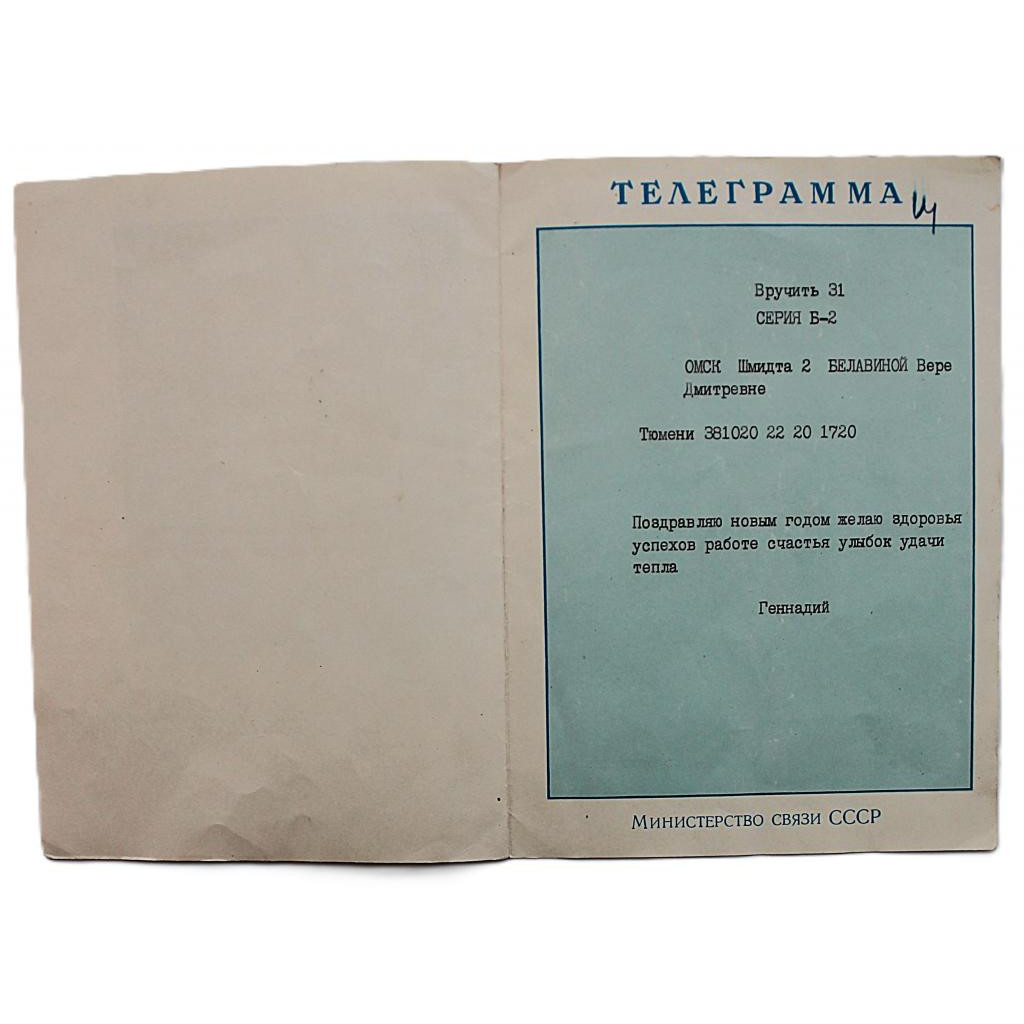 ТЕЛЕГРАММА
Вручить 31
СЕРИЯ Б-2
ОМСК Шмидта 2 БЕЛАВИНОЙ Вере
Дмитревне
Тюмени 381020 22 20 1720
Поздравляю новым годом желаю здоровья
успехов работе счастья улыбок удачи
тепла
Геннадий
МИНИСТЕРСТВО СВЯЗИ СССР